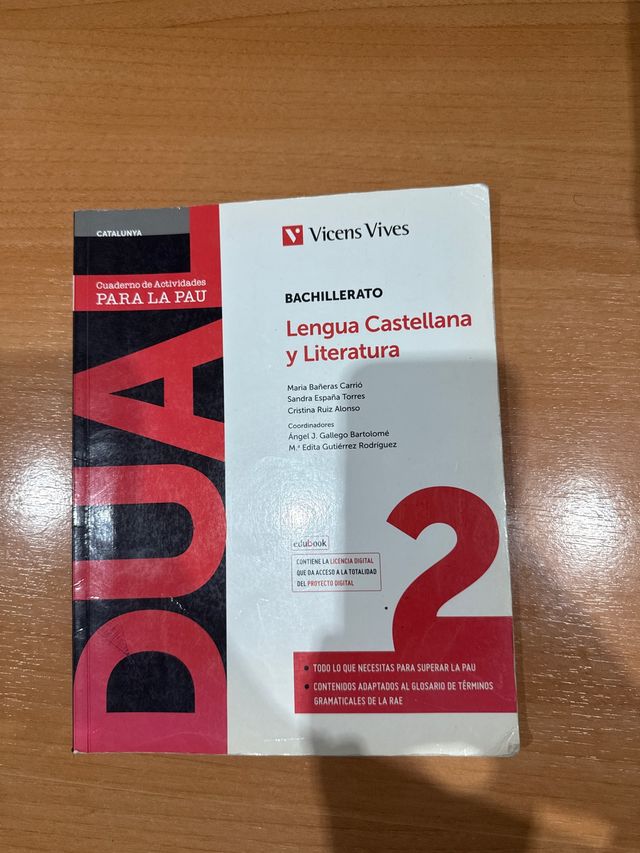 CATALUNYA
Cuaderno de Actividades
PARA LA PAU
DUAL
Vicens Vives
BACHILLERATO
Lengua Castellana
y Literatura
Maria Bañeras Carrió
Sandra España Torres
Cristina Ruiz Alonso
Coordinadores
Ángel J. Gallego Bartolomé
M.ª Edita Gutiérrez Rodríguez
edubook
CONTIENE LA LICENCIA DIGITAL
QUE DA ACCESO A LA TOTALIDAD
DEL PROYECTO DIGITAL
2
• TODO LO QUE NECESITAS PARA SUPERAR LA PAU
• CONTENIDOS ADAPTADOS AL GLOSARIO DE TÉRMINOS
GRAMATICALES DE LA RAE